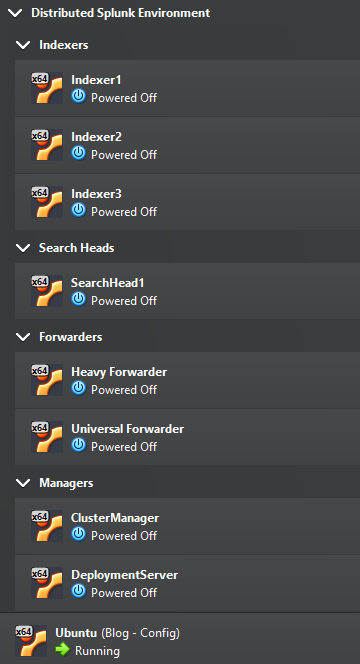 Distributed Splunk Environment
Indexers
x64
Indexer1
Powered Off
x64
Indexer2
Powered Off
x64
Indexer3
Powered Off
Search Heads
x64
SearchHead1
Powered Off
Forwarders
x64
Heavy Forwarder
Powered Off
x64
Universal Forwarder
Powered Off
Managers
x64
ClusterManager
Powered Off
x64
DeploymentServer
Powered Off
x64
Ubuntu (Blog - Config)
Running